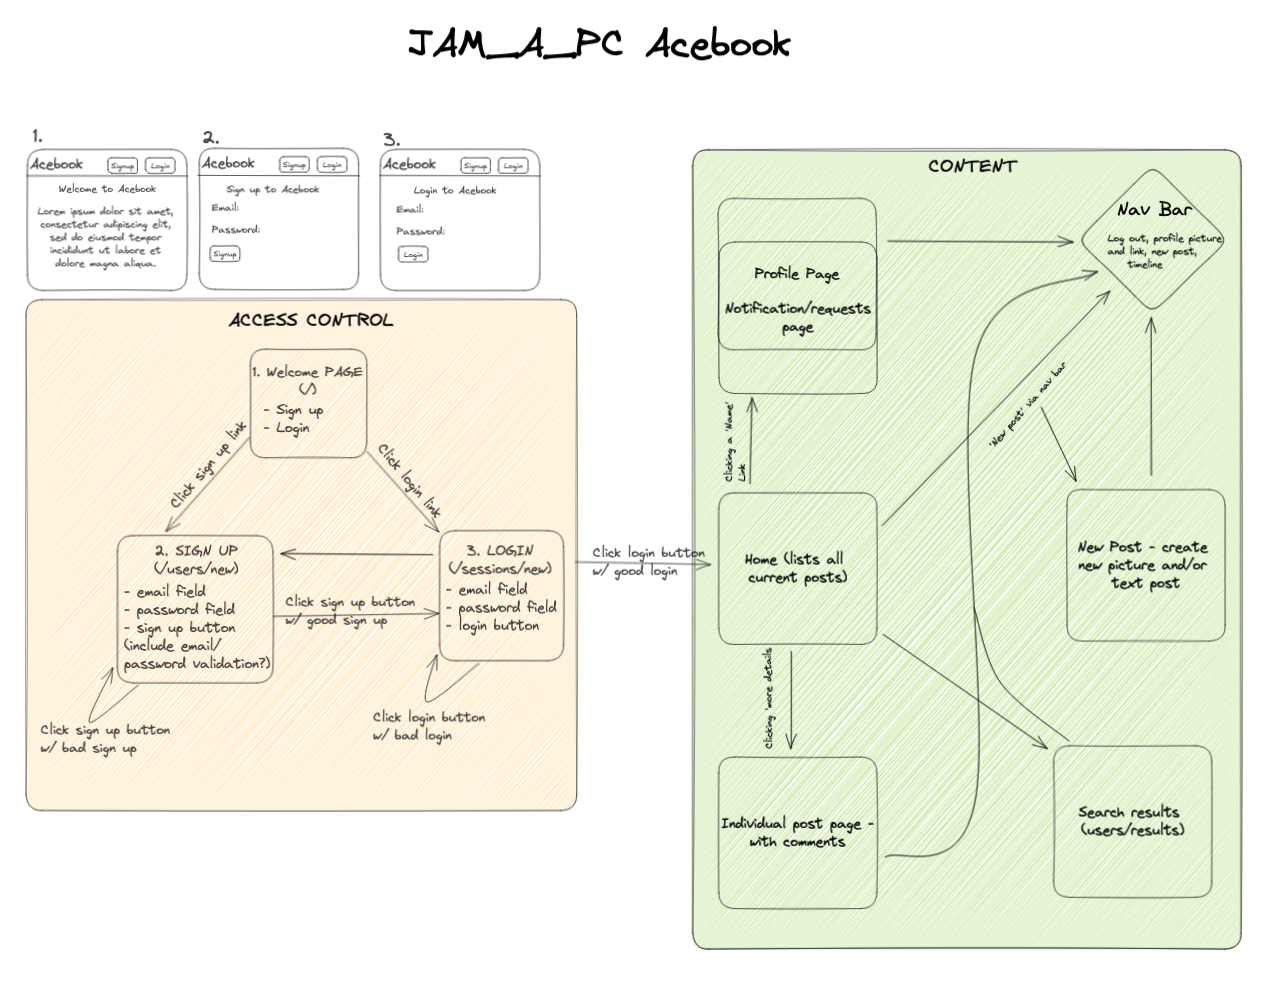 JAM_A_PC Acebook
1.
Acebook
Signup
Login
Welcome to Acebook
Lorem ipsum dolor sit amet,
consectetur adipiscing elit,
sed do eiusmod tempor
incididunt ut labore et
dolore magna aliqua.
2.
Acebook
Signup
Login
Sign up to Acebook
Email:
Password:
Signup
3.
Acebook
Signup
Login
Login to Acebook
Email:
Password:
Login
ACCESS CONTROL
1. Welcome PAGE
(/)
- Sign up
- Login
Click sign up link
Click login link
2. SIGN UP
(/users/new)
- email field
- password field
- sign up button
(include email/
password validation?)
3. LOGIN
(/sessions/new)
- email field
- password field
- login button
Click sign up button
w/ good sign up
Click sign up button
w/ bad sign up
Click login button
w/ bad login
Click login button
w/ good login
CONTENT
Profile Page
Notification/requests
page
Nav Bar
Log out, profile picture
and link, new post,
timeline
Clicking a 'Name'
Link
'New post' via nav bar
Home (lists all
current posts)
New Post - create
new picture and/or
text post
Clicking 'more details
Individual post page -
with comments
Search results
(users/results)